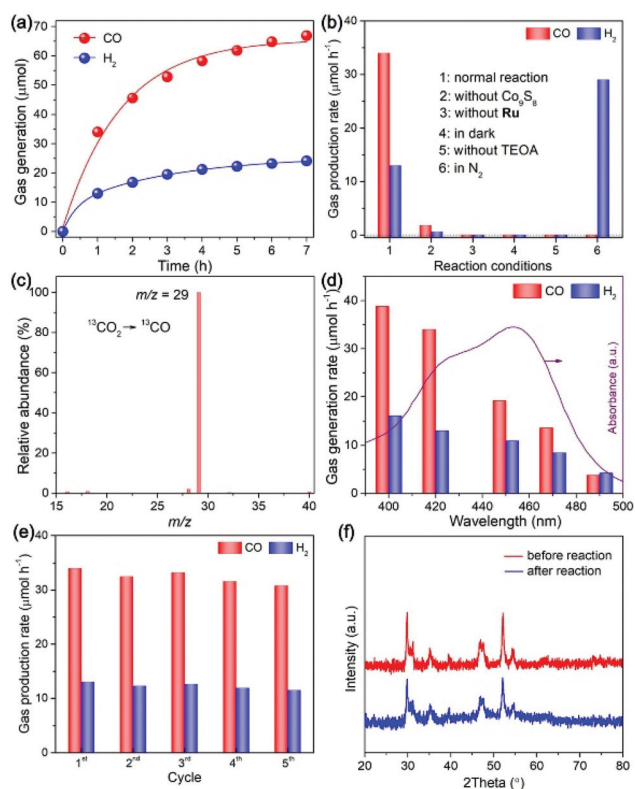 (a)
CO
H2
Gas generation (μmol)
70
60
50
40
30
20
10
0
0 1 2 3 4 5 6 7
Time (h)
(b)
CO H2
Gas production rate (μmol h-1)
40
30
20
10
0
1: normal reaction
2: without Co9S8
3: without Ru
4: in dark
5: without TEOA
6: in N2
1 2 3 4 5 6
Reaction conditions
(c)
m/z = 29
13CO2 → 13CO
Relative abundance (%)
100
80
60
40
20
0
15 20 25 30 35 40
m/z
(d)
CO H2
Gas generation rate (μmol h-1)
40
30
20
10
0
Absorbance (a.u.)
400 420 440 460 480 500
Wavelength (nm)
(e)
CO H2
Gas production rate (μmol h-1)
40
30
20
10
0
1st 2nd 3rd 4th 5th
Cycle
(f)
before reaction
after reaction
Intensity (a.u.)
20 30 40 50 60 70 80
2Theta (°)